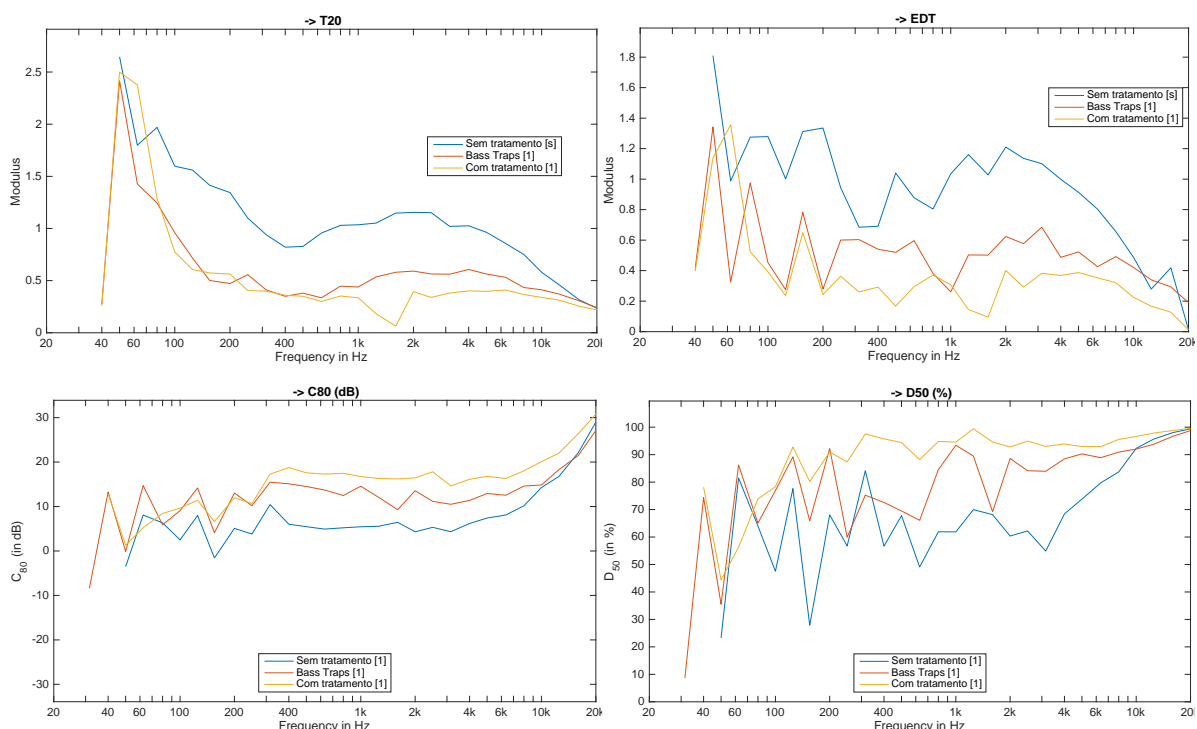 -> T20
Modulus
2.5
2
1.5
1
0.5
0
Sem tratamento [s]
Bass Traps [1]
Com tratamento [1]
20 40 60 100 200 400 1k 2k 4k 10k 20k
Frequency in Hz
-> EDT
Modulus
1.8
1.6
1.4
1.2
1
0.8
0.6
0.4
0.2
0
Sem tratamento [s]
Bass Traps [1]
Com tratamento [1]
20 40 60 100 200 400 1k 2k 4k 10k 20k
Frequency in Hz
-> C80 (dB)
C80 (in dB)
30
20
10
0
-10
-20
-30
Sem tratamento [1]
Bass Traps [1]
Com tratamento [1]
20 40 60 100 200 400 1k 2k 4k 10k 20k
Frequency in Hz
-> D50 (%)
D50 (in %)
100
90
80
70
60
50
40
30
20
10
0
Sem tratamento [1]
Bass Traps [1]
Com tratamento [1]
20 40 60 100 200 400 1k 2k 4k 10k 20k
Frequency in Hz